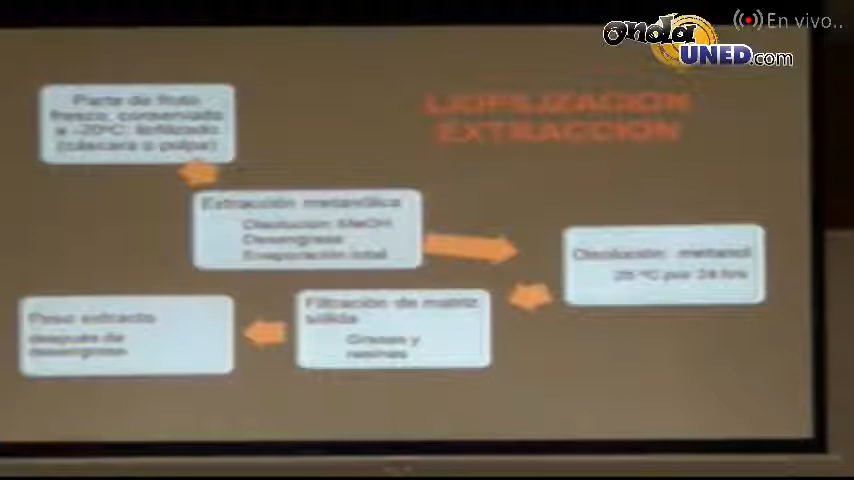 onda
UNED.com
En vivo..
LIOFILIZACION
EXTRACCION
Parte de fruto
fresco, conservado
a -20ºC; liofilizado
(cáscara o pulpa)
Extracción metanólica
Disolución MeOH
Desengrase
Evaporación total
Disolución metanol
25 ºC por 24 hrs
Filtración de matriz
sólida
Grasas y
resinas
Peso extracto
después de
desengrase